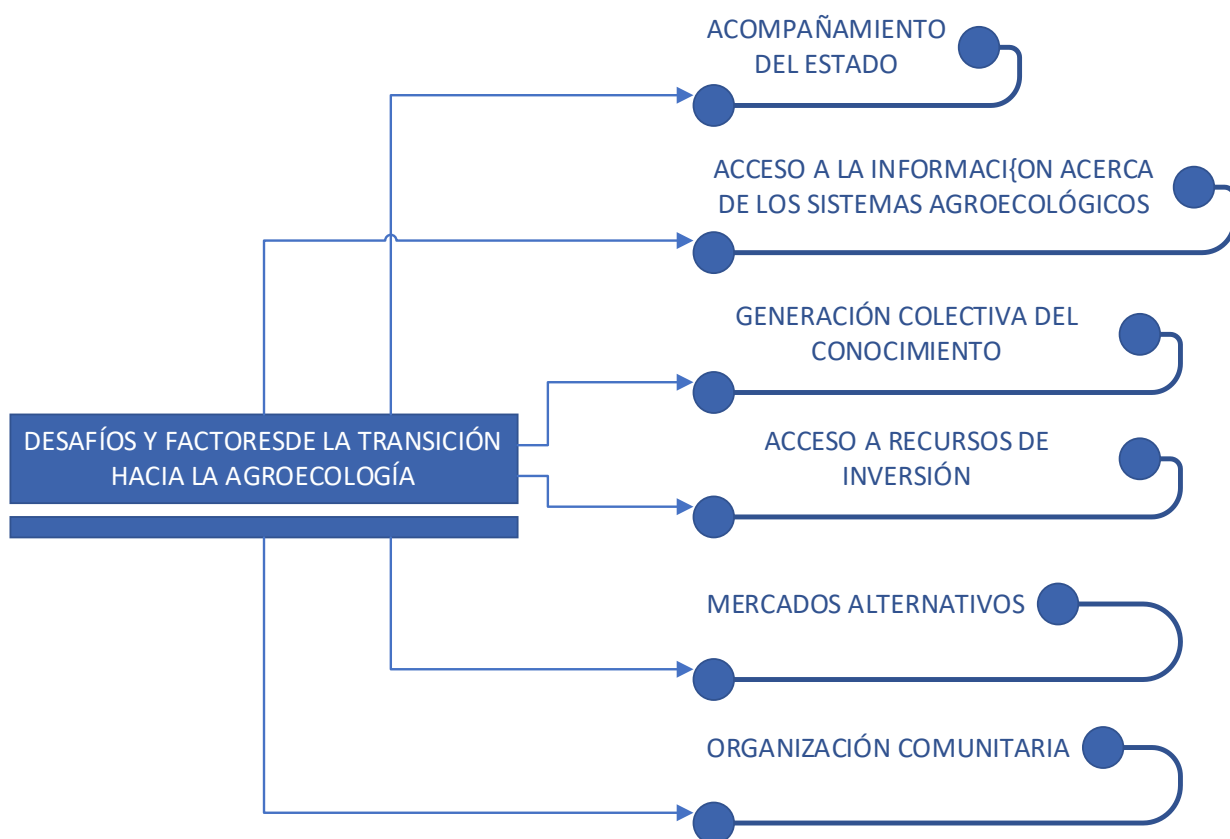 ACOMPAÑAMIENTO
DEL ESTADO
ACCESO A LA INFORMACI{ON ACERCA
DE LOS SISTEMAS AGROECOLÓGICOS
GENERACIÓN COLECTIVA DEL
CONOCIMIENTO
DESAFÍOS Y FACTORESDE LA TRANSICIÓN
HACIA LA AGROECOLOGÍA
ACCESO A RECURSOS DE
INVERSIÓN
MERCADOS ALTERNATIVOS
ORGANIZACIÓN COMUNITARIA